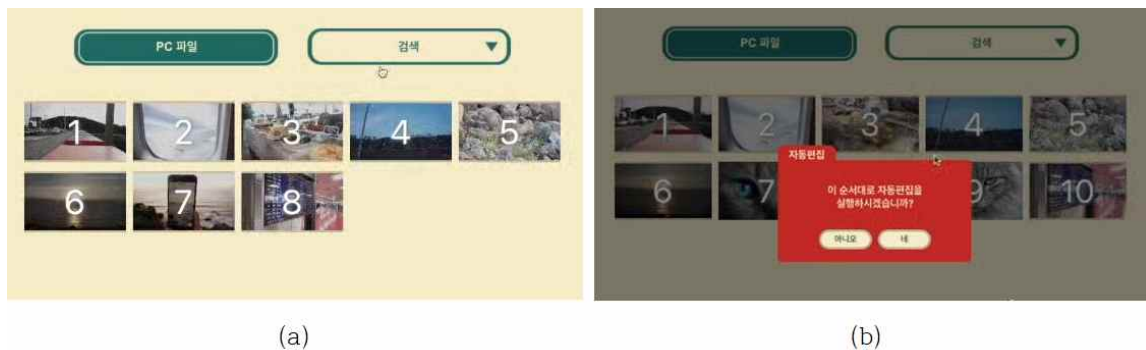 PC 파일 검색
1 2 3 4 5
6 7 8
(a)
PC 파일 검색
1 2 3 4 5
자동편집
6 7 9 10
이 순서대로 자동편집을
실행하시겠습니까?
아니오 네
(b)